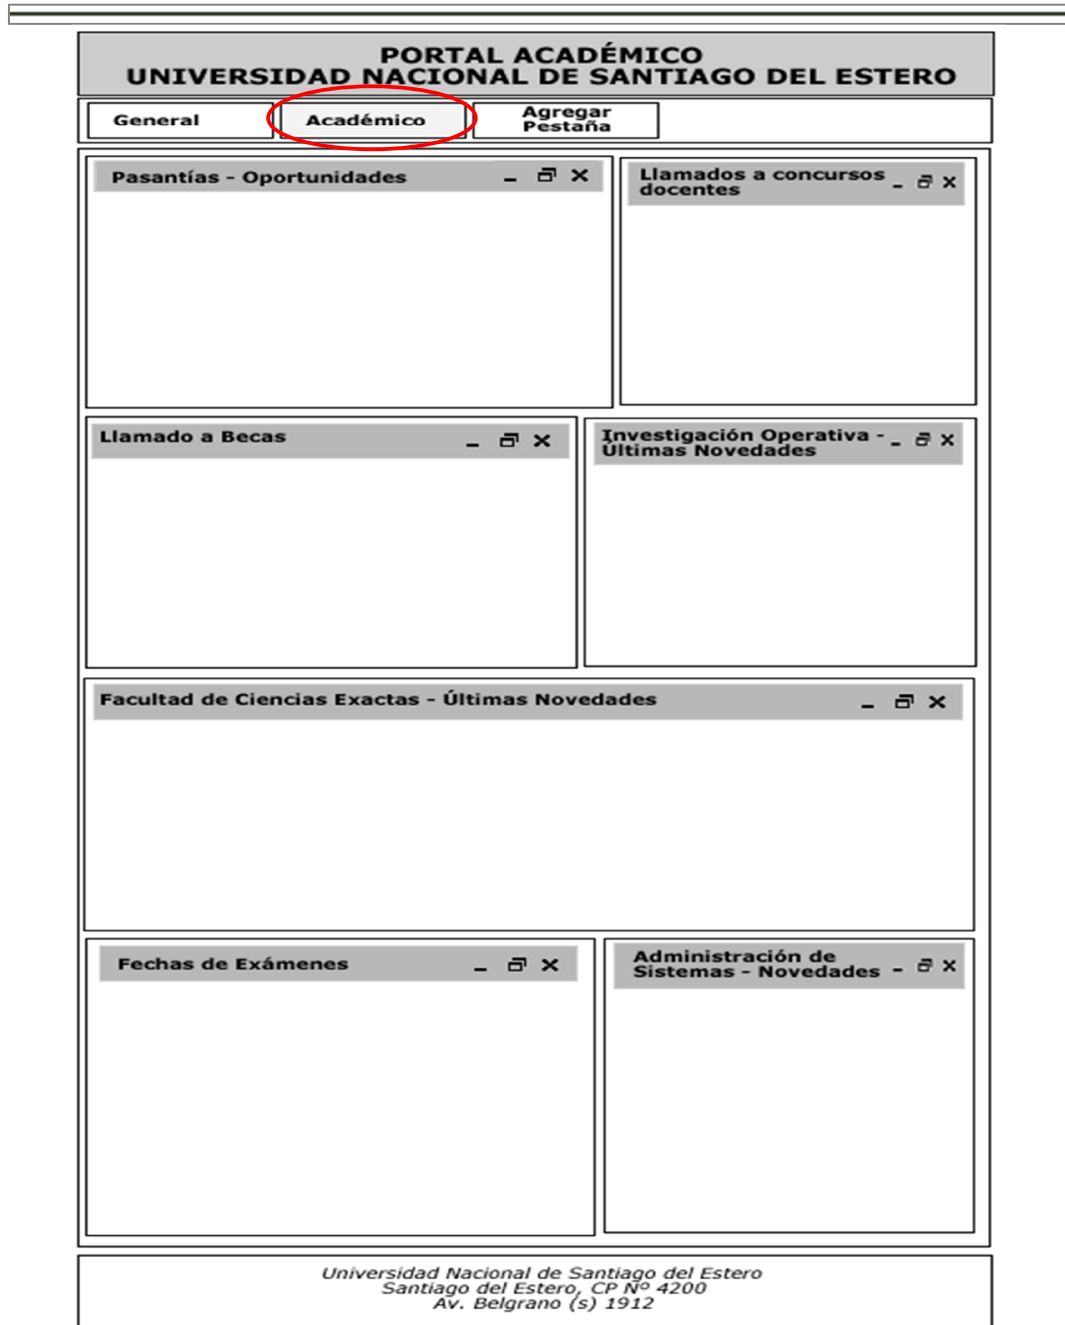 PORTAL ACADÉMICO
UNIVERSIDAD NACIONAL DE SANTIAGO DEL ESTERO
General
Académico
Agregar
Pestaña
Pasantías - Oportunidades
Llamados a concursos
docentes
Llamado a Becas
Investigación Operativa -
Últimas Novedades
Facultad de Ciencias Exactas - Últimas Novedades
Fechas de Exámenes
Administración de
Sistemas - Novedades
Universidad Nacional de Santiago del Estero
Santiago del Estero, CP Nº 4200
Av. Belgrano (s) 1912